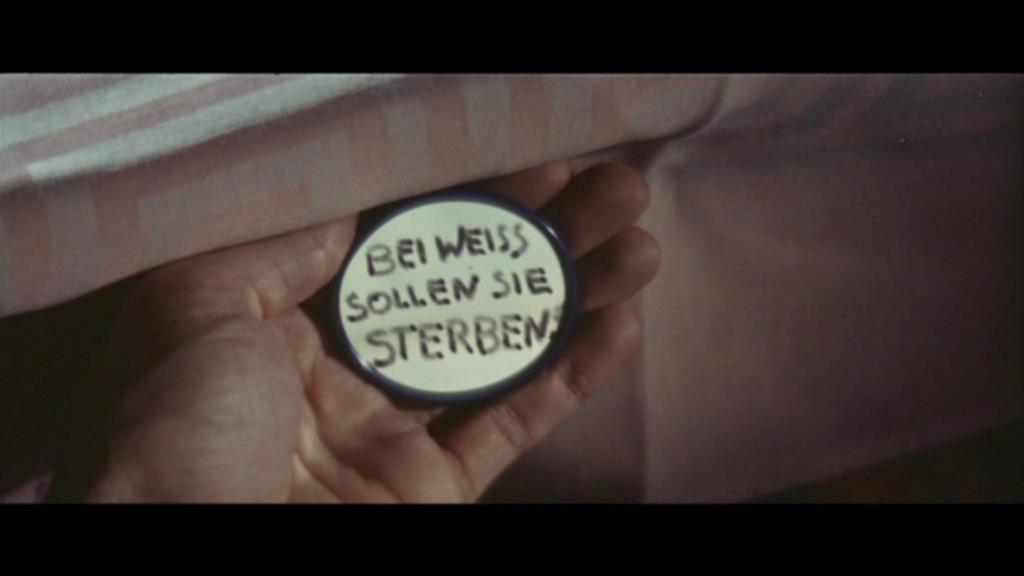 BEI WEISS
SOLLEN SIE
STERBEN!